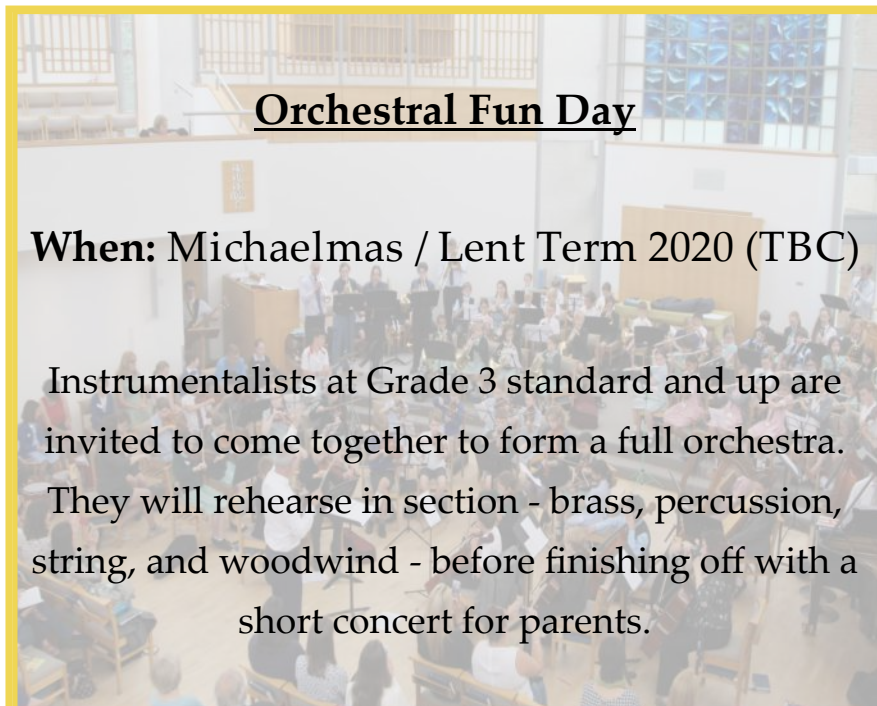 Orchestral Fun Day
When: Michaelmas / Lent Term 2020 (TBC)
Instrumentalists at Grade 3 standard and up are
invited to come together to form a full orchestra.
They will rehearse in section - brass, percussion,
string, and woodwind - before finishing off with a
short concert for parents.